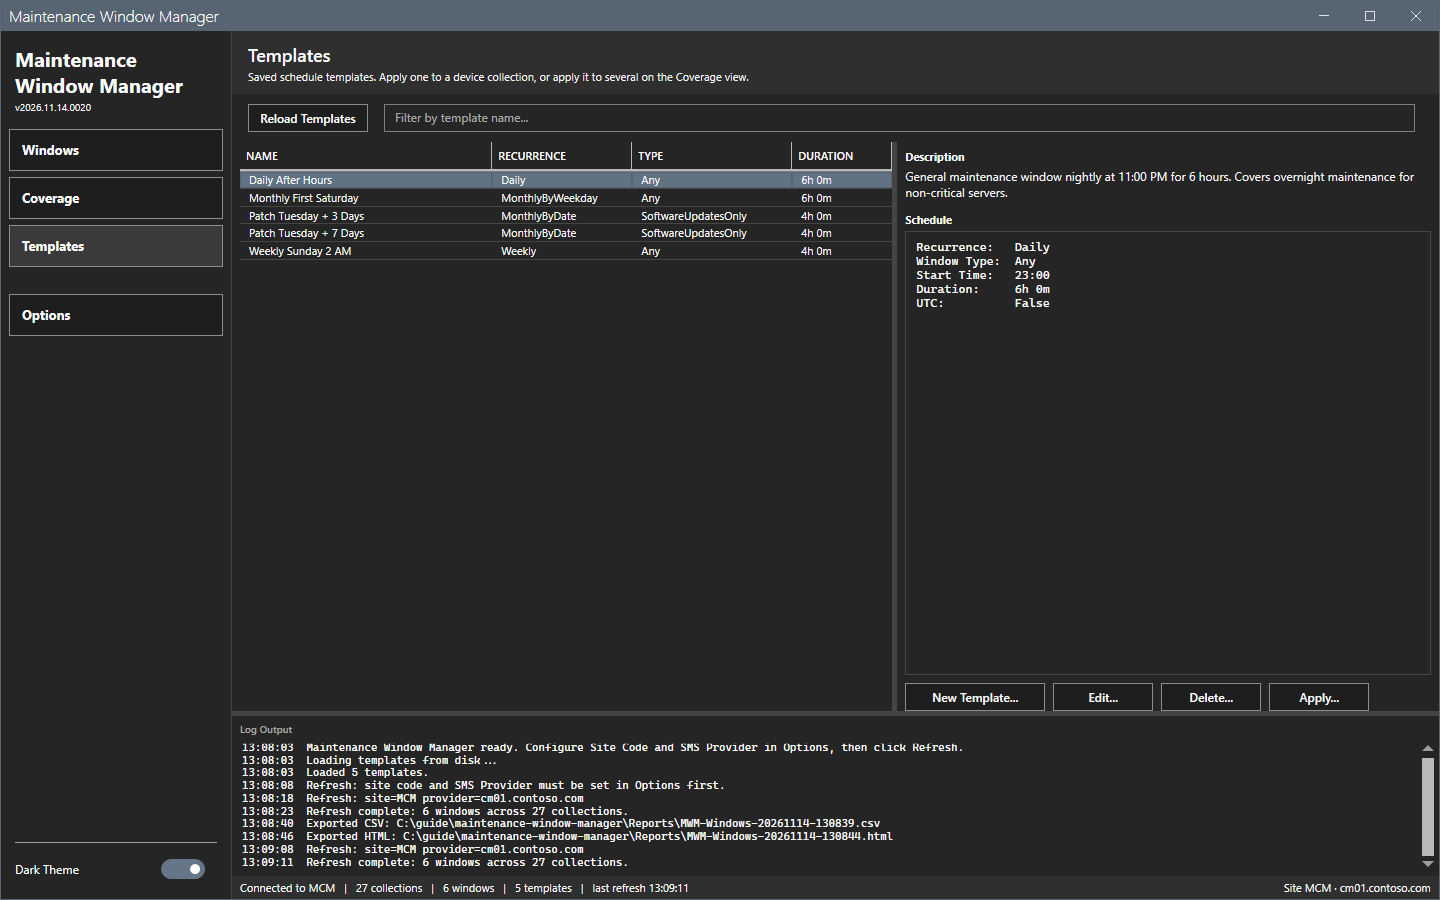 Maintenance Window Manager
Maintenance
Window Manager
v2026.11.14.0020
Windows
Coverage
Templates
Options
Dark Theme
Templates
Saved schedule templates. Apply one to a device collection, or apply it to several on the Coverage view.
Reload Templates
Filter by template name...
NAME RECURRENCE TYPE DURATION
Daily After Hours Daily Any 6h 0m
Monthly First Saturday MonthlyByWeekday Any 6h 0m
Patch Tuesday + 3 Days MonthlyByDate SoftwareUpdatesOnly 4h 0m
Patch Tuesday + 7 Days MonthlyByDate SoftwareUpdatesOnly 4h 0m
Weekly Sunday 2 AM Weekly Any 4h 0m
Description
General maintenance window nightly at 11:00 PM for 6 hours. Covers overnight maintenance for
non-critical servers.
Schedule
Recurrence: Daily
Window Type: Any
Start Time: 23:00
Duration: 6h 0m
UTC: False
New Template...
Edit...
Delete...
Apply...
Log Output
13:08:03 Maintenance Window Manager ready. Configure Site Code and SMS Provider in Options, then click Refresh.
13:08:03 Loading templates from disk...
13:08:03 Loaded 5 templates.
13:08:08 Refresh: site code and SMS Provider must be set in Options first.
13:08:18 Refresh: site=MCM provider=cm01.contoso.com
13:08:23 Refresh complete: 6 windows across 27 collections.
13:08:40 Exported CSV: C:\guide\maintenance-window-manager\Reports\MWM-Windows-20261114-130839.csv
13:08:46 Exported HTML: C:\guide\maintenance-window-manager\Reports\MWM-Windows-20261114-130844.html
13:09:08 Refresh: site=MCM provider=cm01.contoso.com
13:09:11 Refresh complete: 6 windows across 27 collections.
Connected to MCM | 27 collections | 6 windows | 5 templates | last refresh 13:09:11
Site MCM · cm01.contoso.com